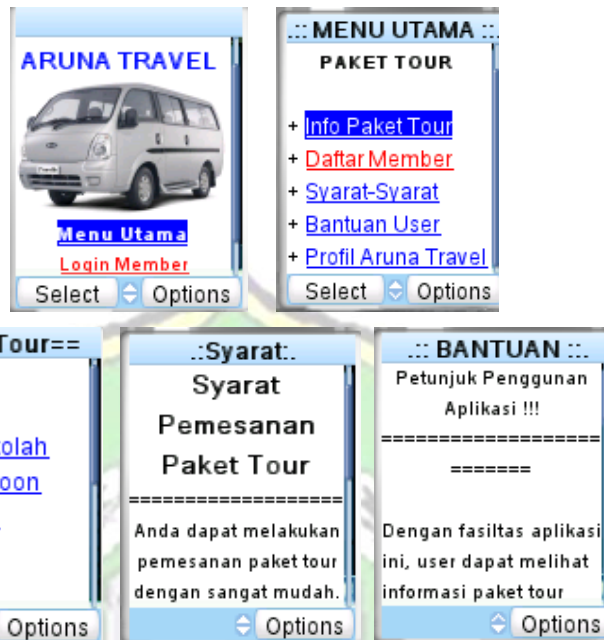 ARUNA TRAVEL
Menu Utama
Login Member
Select Options
.:: MENU UTAMA ::.
PAKET TOUR
+ Info Paket Tour
+ Daftar Member
+ Syarat-Syarat
+ Bantuan User
+ Profil Aruna Travel
Select Options
Tour==
olah
oon
Options
.:Syarat:.
Syarat
Pemesanan
Paket Tour
===================
Anda dapat melakukan
pemesanan paket tour
dengan sangat mudah.
Options
.:: BANTUAN ::.
Petunjuk Penggunan
Aplikasi !!!
===================
=======
Dengan fasiltas aplikasi
ini, user dapat melihat
informasi paket tour
Options